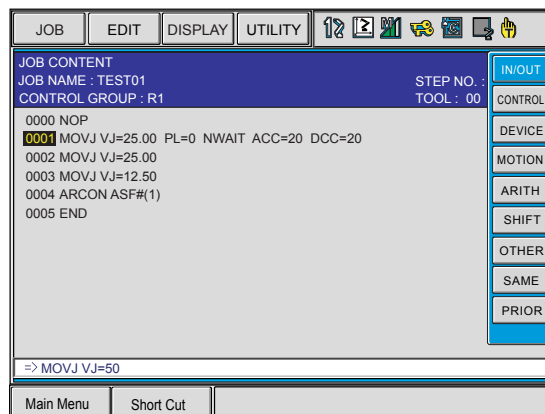 JOB EDIT DISPLAY UTILITY
JOB CONTENT
JOB NAME : TEST01 STEP NO. :
CONTROL GROUP : R1 TOOL : 00
0000 NOP
0001 MOVJ VJ=25.00 PL=0 NWAIT ACC=20 DCC=20
0002 MOVJ VJ=25.00
0003 MOVJ VJ=12.50
0004 ARCON ASF#(1)
0005 END
IN/OUT
CONTROL
DEVICE
MOTION
ARITH
SHIFT
OTHER
SAME
PRIOR
=> MOVJ VJ=50
Main Menu Short Cut